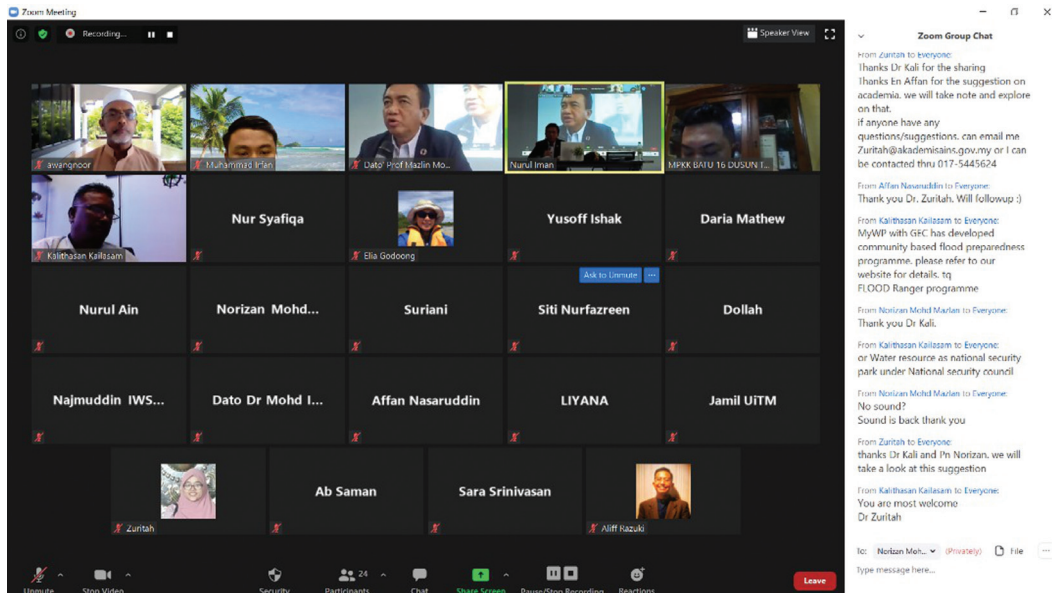 Zoom Meeting
Recording...
Speaker View
awangnoor
Muhammad Irfan
Dato' Prof Mazlin Mo...
Nurul Iman
MPKK BATU 16 DUSUN T...
Kalithasan Kailasam
Nur Syafiqa
Elia Godoong
Yusoff Ishak
Daria Mathew
Nurul Ain
Norizan Mohd...
Suriani
Ask to Unmute ...
Siti Nurfazreen
Dollah
Najmuddin IWS...
Dato Dr Mohd I...
Affan Nasaruddin
LIYANA
Jamil UiTM
Zuritah
Ab Saman
Sara Srinivasan
Aliff Razuki
Unmute
Stop Video
Security
Participants
24
Chat
Share Screen
Pause/Stop Recording
Reactions
Leave
Zoom Group Chat
From Zuritah to Everyone:
Thanks Dr Kali for the sharing
Thanks En Affan for the suggestion on
academia. we will take note and explore
on that.
if anyone have any
questions/suggestions. can email me
Zuritah@akademisains.gov.my or I can
be contacted thru 017-5445624
From Affan Nasaruddin to Everyone:
Thank you Dr. Zuritah. Will followup :)
From Kalithasan Kailasam to Everyone:
MyWP with GEC has developed
community based flood preparedness
programme. please refer to our
website for details. tq
FLOOD Ranger programme
From Norizan Mohd Mazlan to Everyone:
Thank you Dr Kali.
From Kalithasan Kailasam to Everyone:
or Water resource as national security
park under National security council
From Norizan Mohd Mazlan to Everyone:
No sound?
Sound is back thank you
From Zuritah to Everyone:
thanks Dr Kali and Pn Norizan, we will
take a look at this suggestion
From Kalithasan Kailasam to Everyone:
You are most welcome
Dr Zuritah
To: Norizan Moh... (Privately) File ...
Type message here...